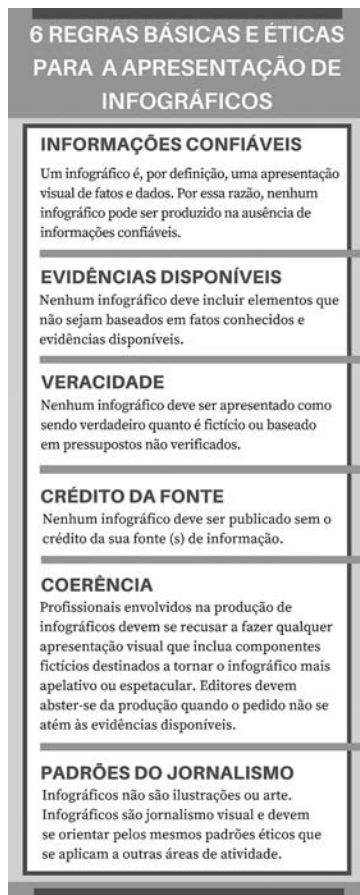 6 REGRAS BÁSICAS E ÉTICAS
PARA A APRESENTAÇÃO DE
INFOGRÁFICOS
INFORMAÇÕES CONFIÁVEIS
Um infográfico é, por definição, uma apresentação
visual de fatos e dados. Por essa razão, nenhum
infográfico pode ser produzido na ausência de
informações confiáveis.
EVIDÊNCIAS DISPONÍVEIS
Nenhum infográfico deve incluir elementos que
não sejam baseados em fatos conhecidos e
evidências disponíveis.
VERACIDADE
Nenhum infográfico deve ser apresentado como
sendo verdadeiro quanto é fictício ou baseado
em pressupostos não verificados.
CRÉDITO DA FONTE
Nenhum infográfico deve ser publicado sem o
crédito da sua fonte (s) de informação.
COERÊNCIA
Profissionais envolvidos na produção de
infográficos devem se recusar a fazer qualquer
apresentação visual que inclua componentes
fictícios destinados a tornar o infográfico mais
apelativo ou espetacular. Editores devem
abster-se da produção quando o pedido não se
atém às evidências disponíveis.
PADRÕES DO JORNALISMO
Infográficos não são ilustrações ou arte.
Infográficos são jornalismo visual e devem
se orientar pelos mesmos padrões éticos que
se aplicam a outras áreas de atividade.